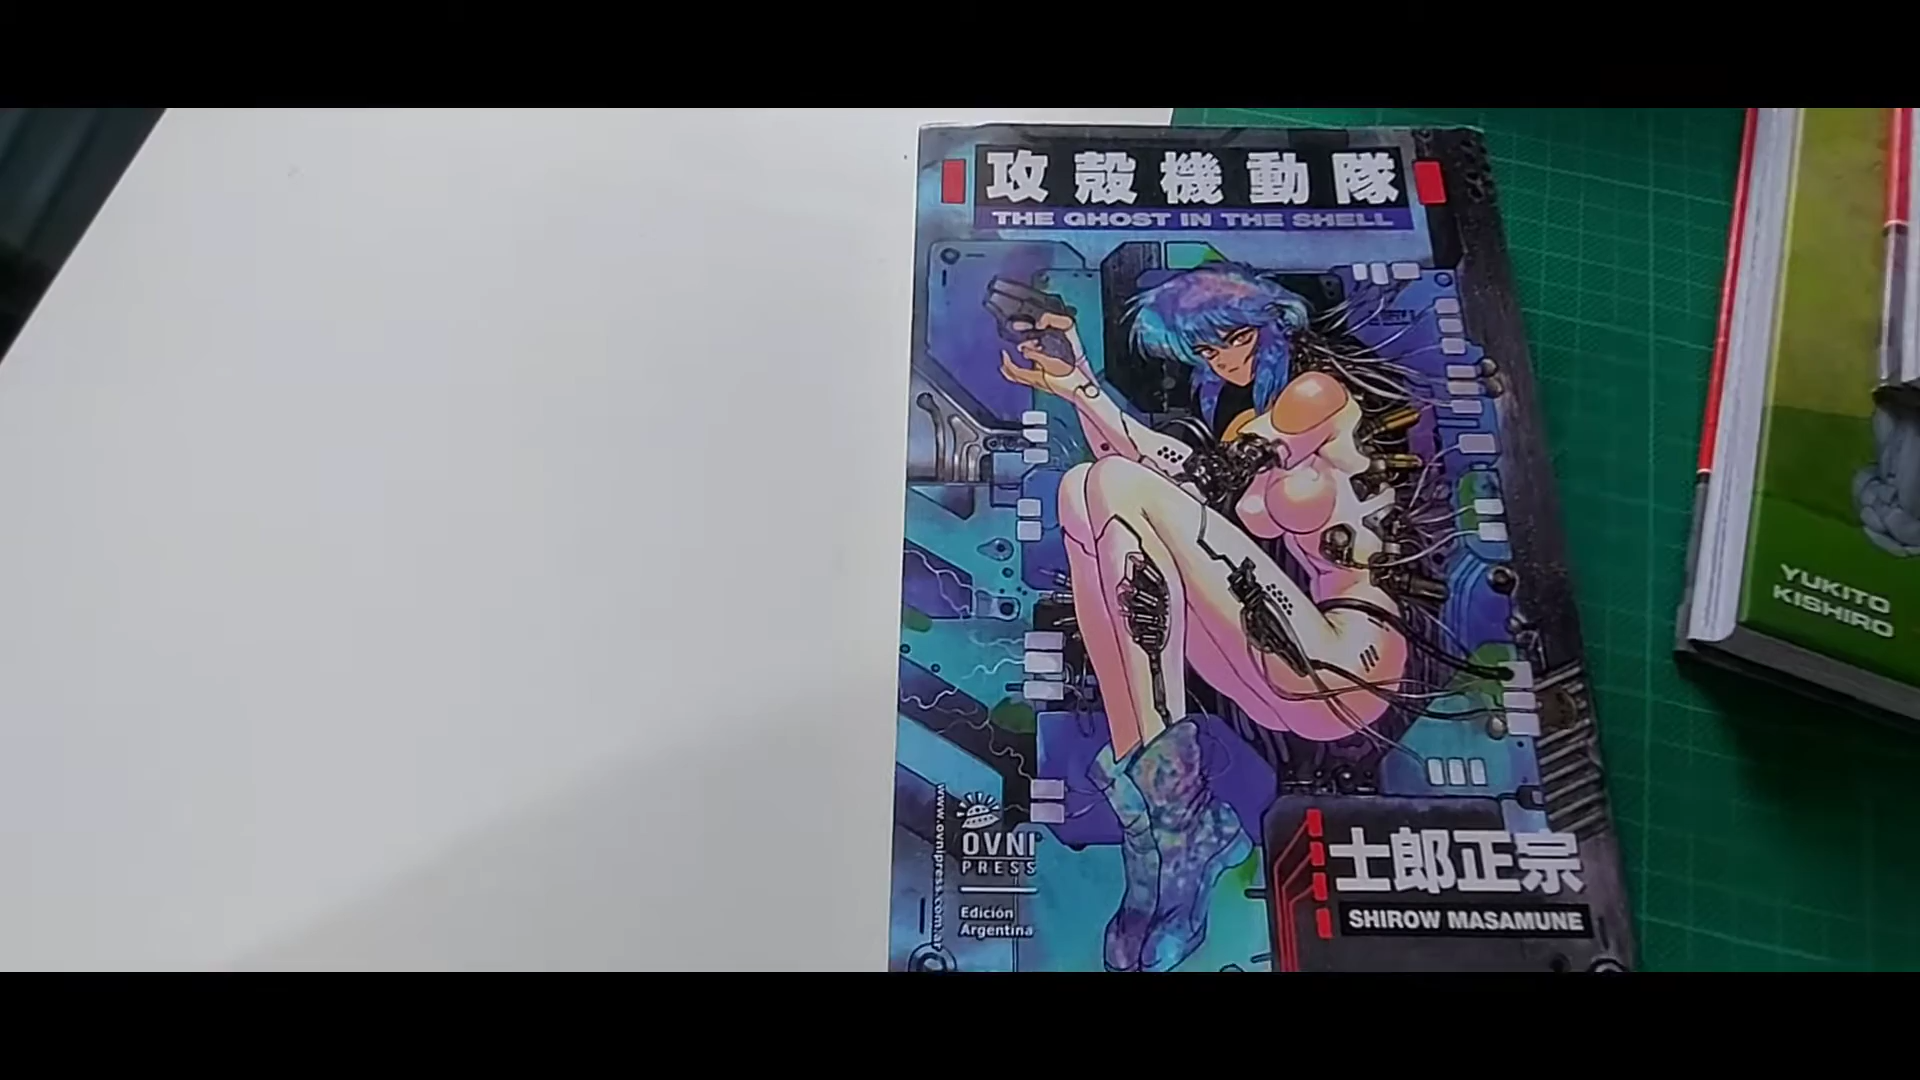 攻殻機動隊
THE GHOST IN THE SHELL
www.ovnipress.com.ar
OVNI
PRESS
Edición
Argentina
士郎正宗
SHIROW MASAMUNE
YUKITO
KISHIRO